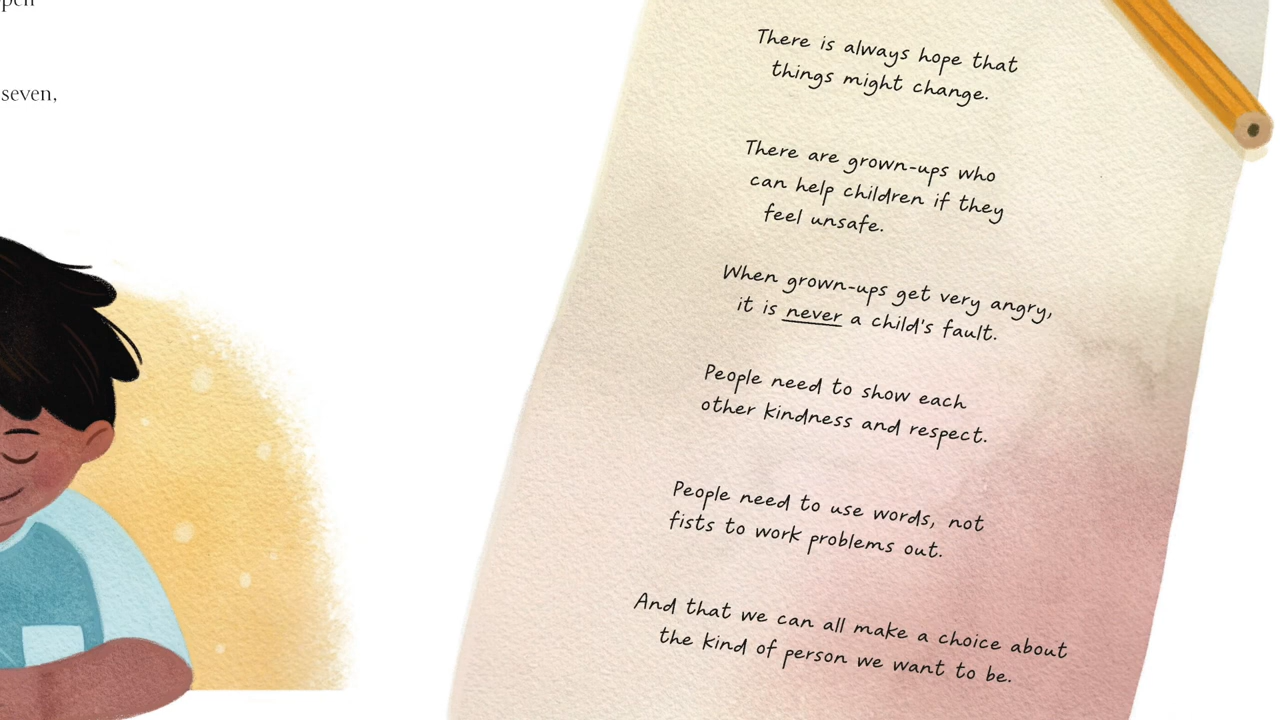 seven,
There is always hope that
things might change.
There are grown-ups who
can help children if they
feel unsafe.
When grown-ups get very angry,
it is never a child's fault.
People need to show each
other kindness and respect.
People need to use words, not
fists to work problems out.
And that we can all make a choice about
the kind of person we want to be.